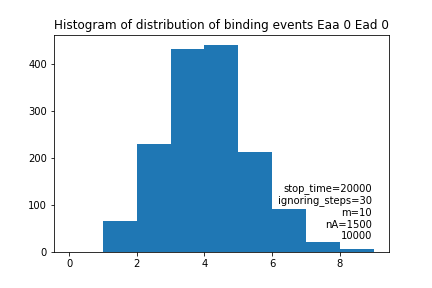 Histogram of distribution of binding events Eaa 0 Ead 0
400
300
200
100
0
stop_time=20000
ignoring_steps=30
m=10
nA=1500
10000
0 2 4 6 8